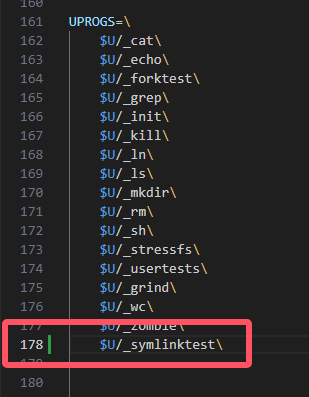 160
161 UPROGS=\
162 $U/_cat\
163 $U/_echo\
164 $U/_forktest\
165 $U/_grep\
166 $U/_init\
167 $U/_kill\
168 $U/_ln\
169 $U/_ls\
170 $U/_mkdir\
171 $U/_rm\
172 $U/_sh\
173 $U/_stressfs\
174 $U/_usertests\
175 $U/_grind\
176 $U/_wc\
177 $U/_zombie\
178 $U/_symlinktest\
179
180